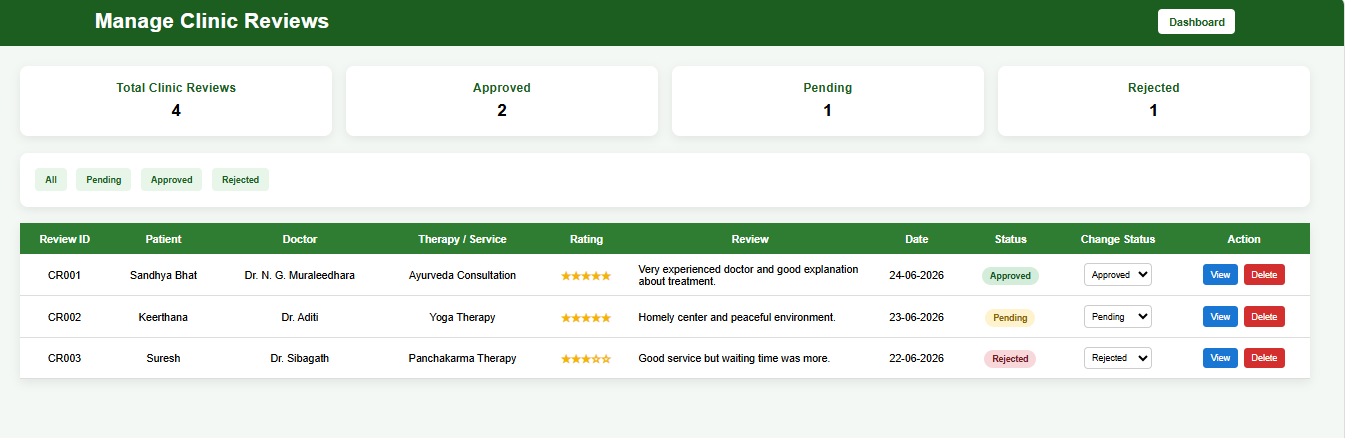 Manage Clinic Reviews
Dashboard
Total Clinic Reviews
4
Approved
2
Pending
1
Rejected
1
All Pending Approved Rejected
Review ID Patient Doctor Therapy / Service Rating Review Date Status Change Status Action
CR001 Sandhya Bhat Dr. N. G. Muraleedhara Ayurveda Consultation ★★★★★ Very experienced doctor and good explanation
about treatment. 24-06-2026 Approved Approved View Delete
CR002 Keerthana Dr. Aditi Yoga Therapy ★★★★★ Homely center and peaceful environment. 23-06-2026 Pending Pending View Delete
CR003 Suresh Dr. Sibagath Panchakarma Therapy ★★★☆☆ Good service but waiting time was more. 22-06-2026 Rejected Rejected View Delete